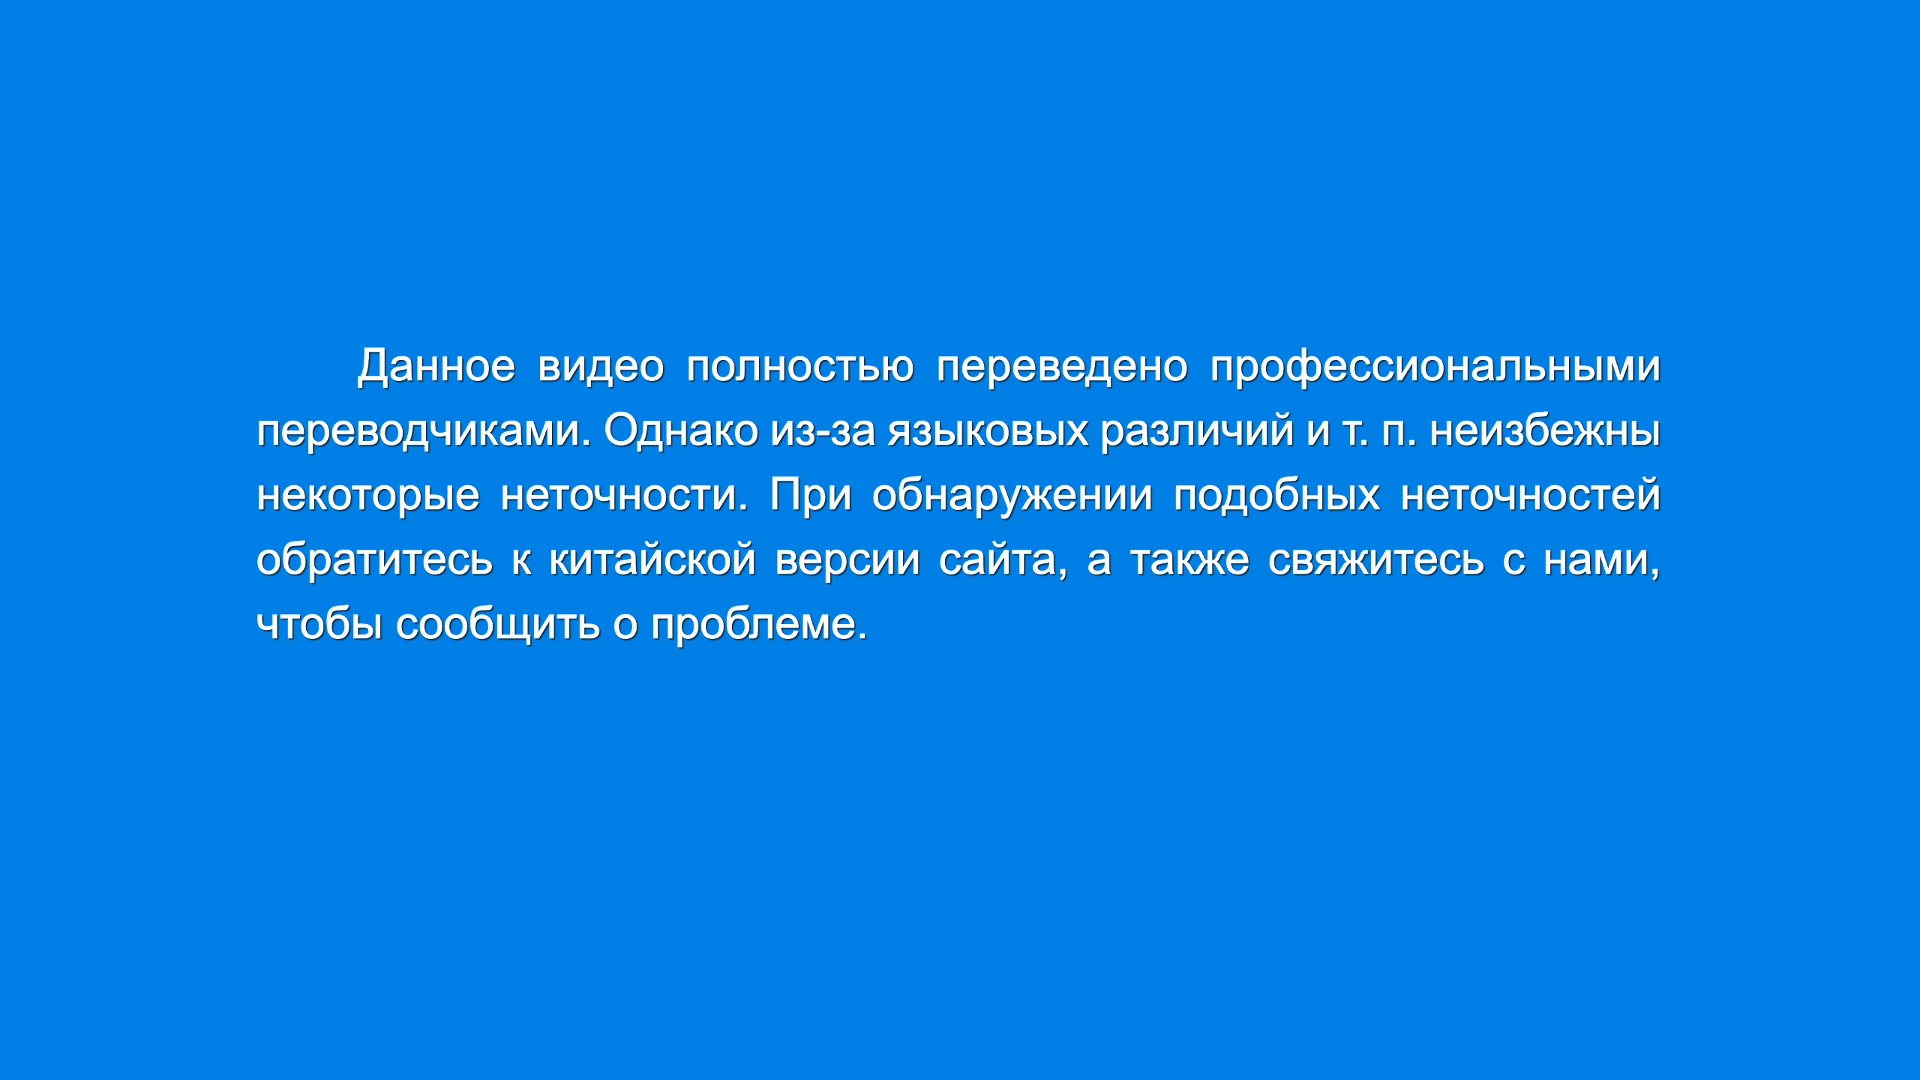 Данное видео полностью переведено профессиональными
переводчиками. Однако из-за языковых различий и т. п. неизбежны
некоторые неточности. При обнаружении подобных неточностей
обратитесь к китайской версии сайта, а также свяжитесь с нами,
чтобы сообщить о проблеме.